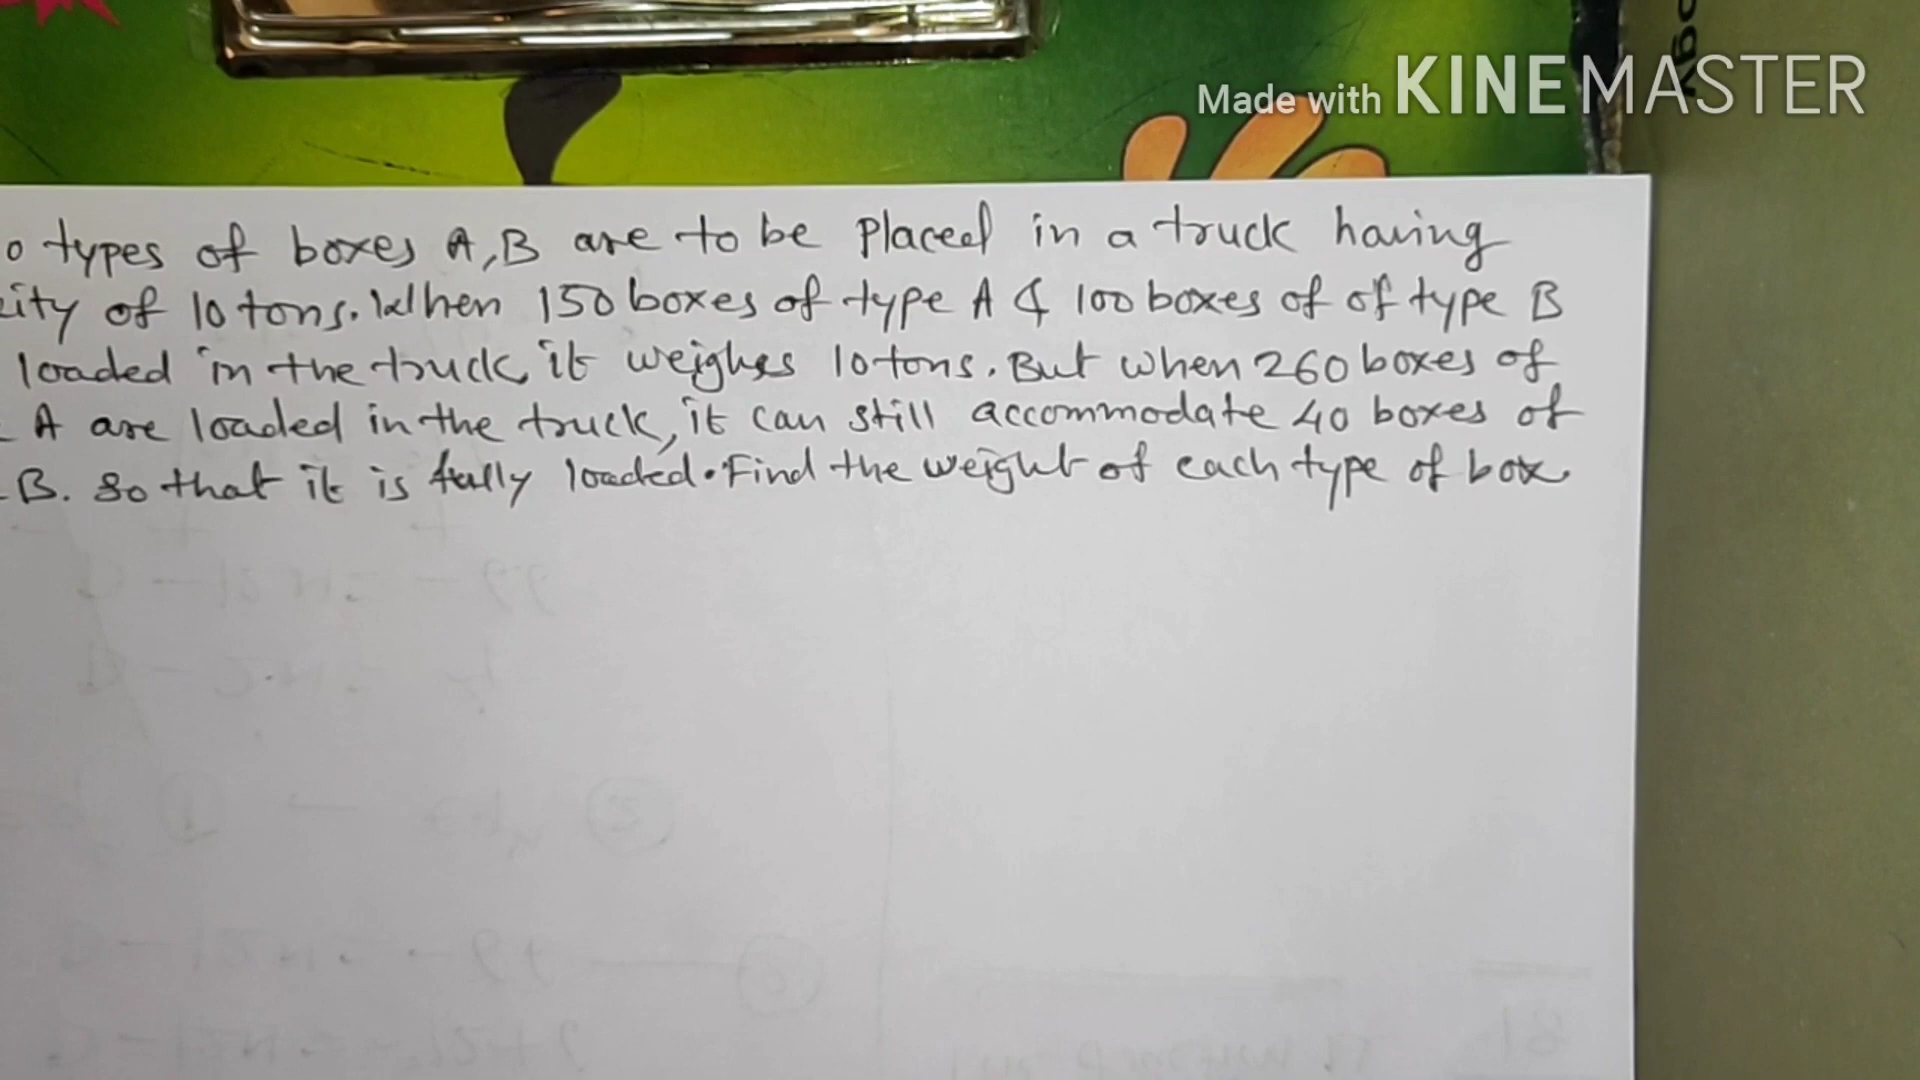 Made with KINEMASTER
o types of boxes A, B are to be placed in a truck having
city of 10 tons. When 150 boxes of type A & 100 boxes of of type B
loaded in the truck, it weighes 10 tons. But when 260 boxes of
A are loaded in the truck, it can still accommodate 40 boxes of
B. So that it is fully loaded. Find the weight of each type of box.